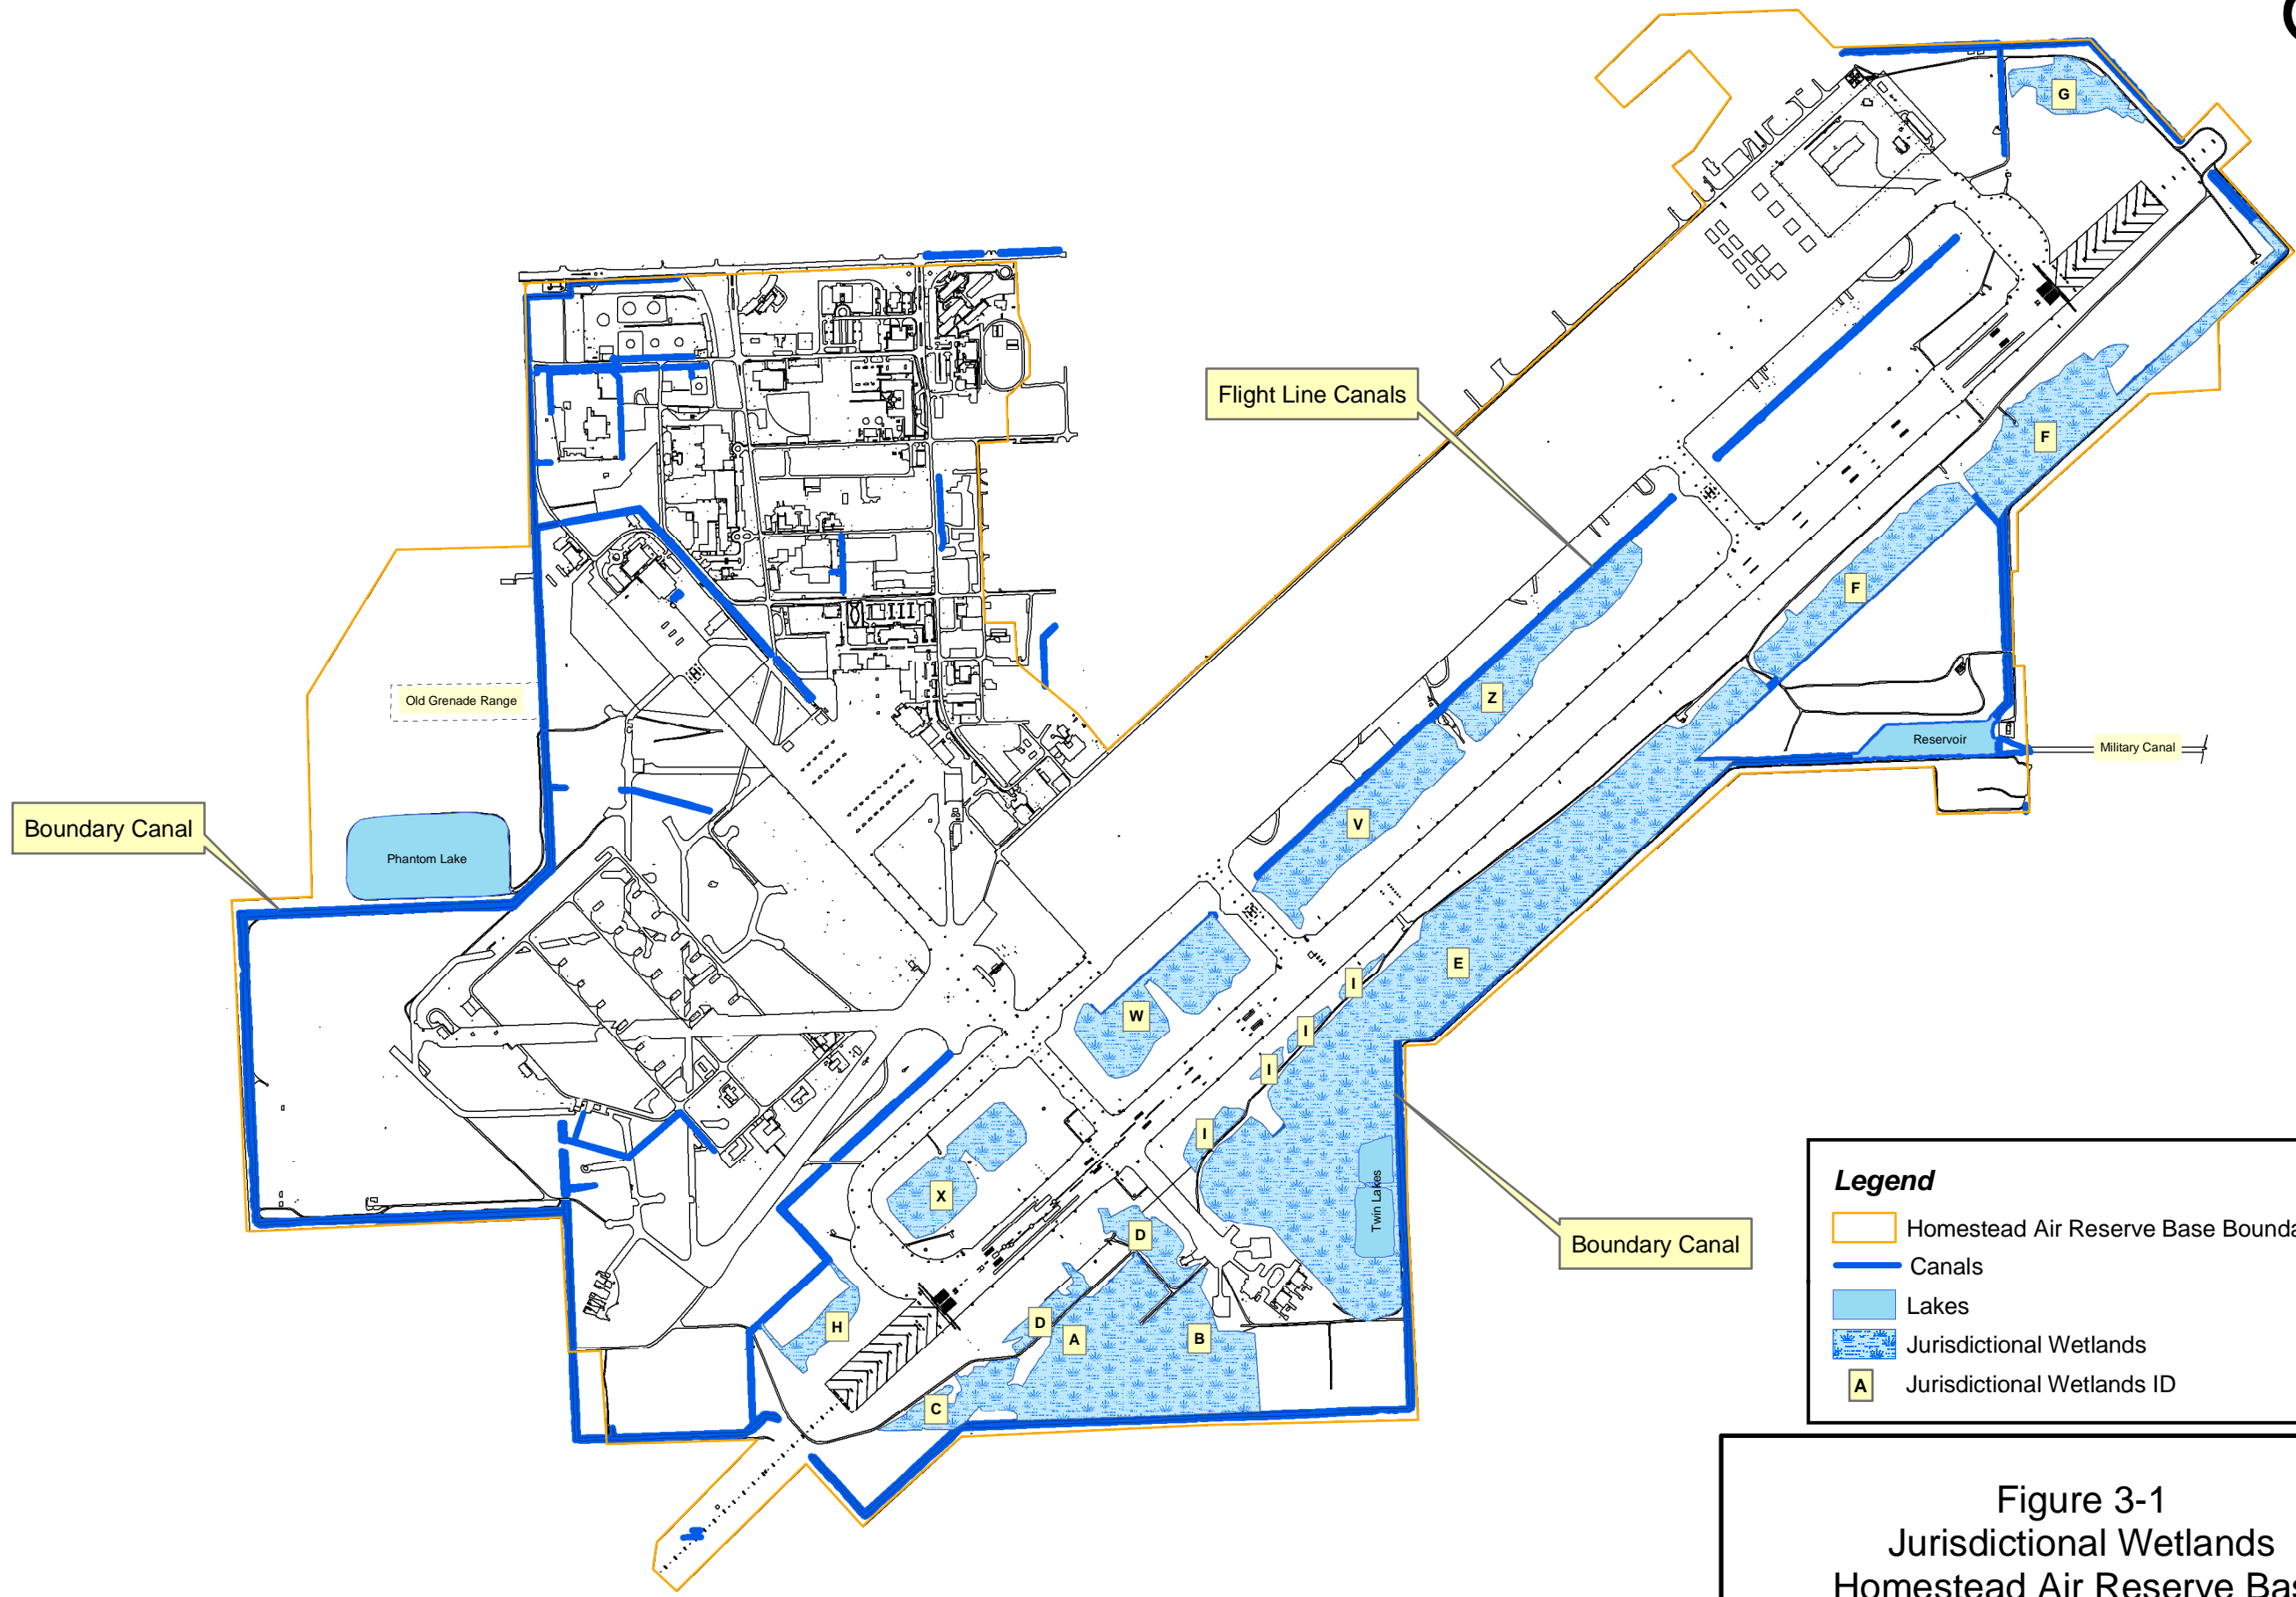 G
Flight Line Canals
F
F
Z
Old Grenade Range
Reservoir
Military Canal
Boundary Canal
Phantom Lake
V
E
I
W
I
I
I
Twin Lakes
X
D
Boundary Canal
H
D
A
B
C
Legend
Homestead Air Reserve Base Bounda
Canals
Lakes
Jurisdictional Wetlands
A Jurisdictional Wetlands ID
Figure 3-1
Jurisdictional Wetlands
Homestead Air Reserve Bas